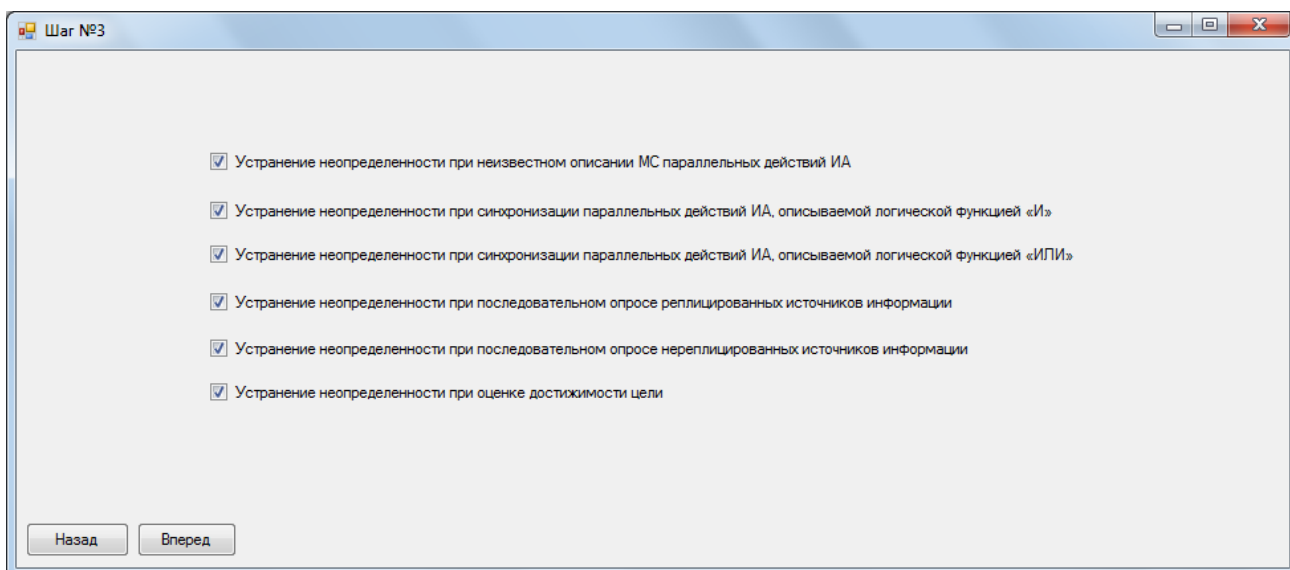 Шаг №3
Устранение неопределенности при неизвестном описании МС параллельных действий ИА
Устранение неопределенности при синхронизации параллельных действий ИА, описываемой логической функцией «И»
Устранение неопределенности при синхронизации параллельных действий ИА, описываемой логической функцией «ИЛИ»
Устранение неопределенности при последовательном опросе реплицированных источников информации
Устранение неопределенности при последовательном опросе нереплицированных источников информации
Устранение неопределенности при оценке достижимости цели
Назад Вперед